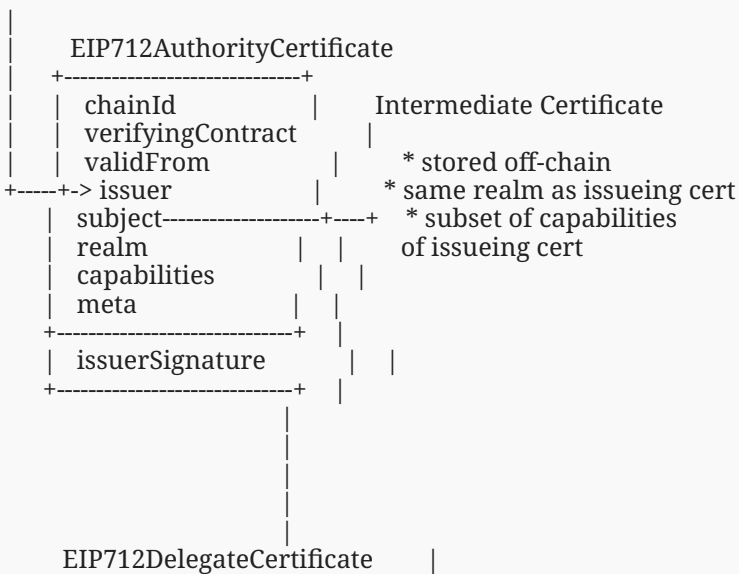 |
|      EIP712AuthorityCertificate
|     +------------------------------+
|     |  chainId                 |      Intermediate Certificate
|     |  verifyingContract        |
|     |  validFrom                |        * stored off-chain
+-----+-> issuer                  |        * same realm as issueing cert
|  subject--------------------+----+   * subset of capabilities
|  realm                   |    |      of issueing cert
|  capabilities              |    |
|  meta                    |    |
+------------------------------+    |
|  issuerSignature           |    |
+------------------------------+    |
|
|
|
|
|
EIP712DelegateCertificate        |